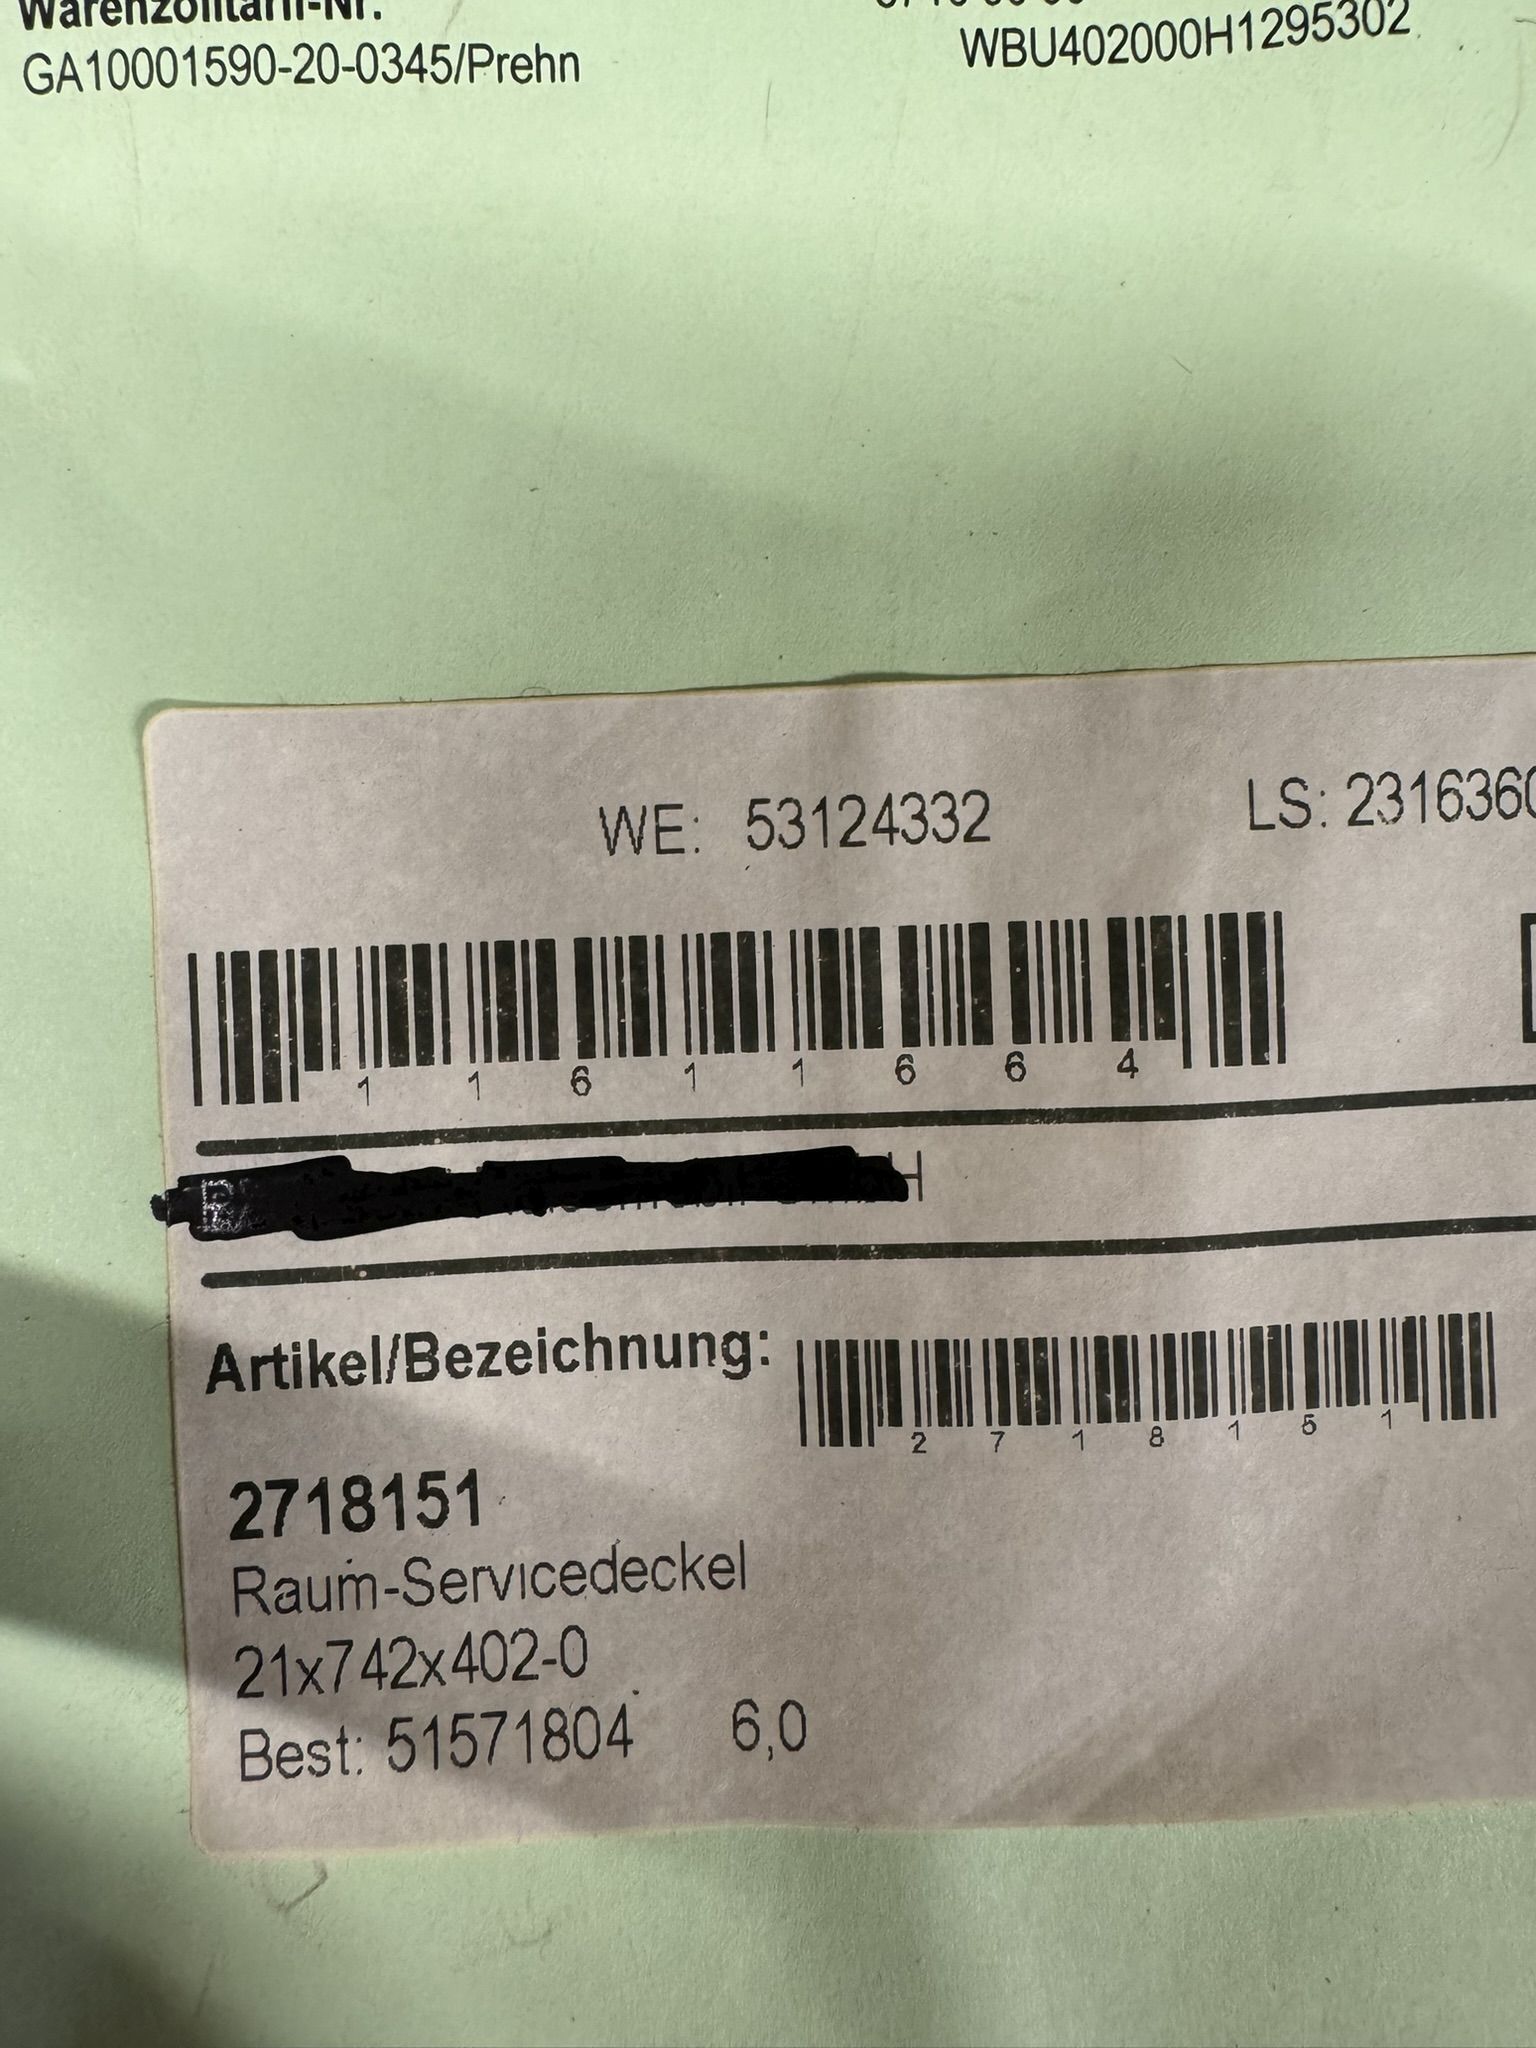 Warenzolltarif-Nr.
GA10001590-20-0345/Prehn
WBU402000H1295302
WE: 53124332
LS: 2316360
1 1 6 1 1 6 6 4
Artikel/Bezeichnung:
2 7 1 8 1 5 1
2718151
Raum-Servicedeckel
21x742x402-0
Best: 51571804 6,0